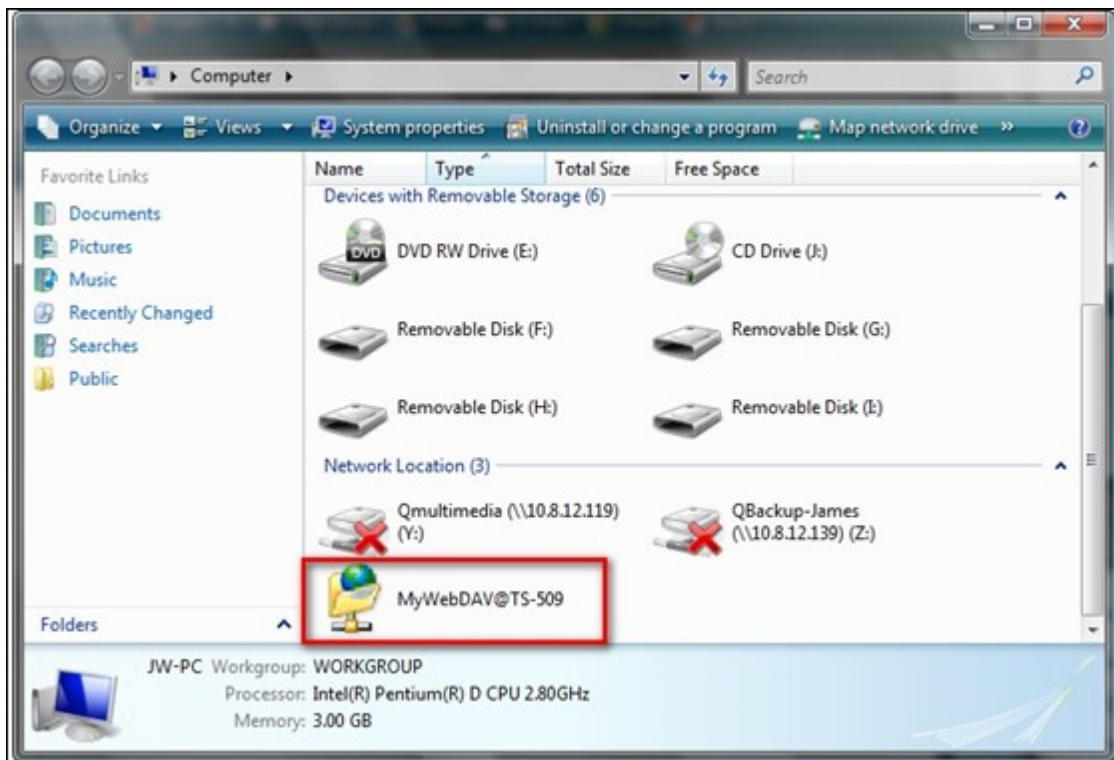 Computer
Search
Organize Views System properties Uninstall or change a program Map network drive »
Favorite Links
Documents
Pictures
Music
Recently Changed
Searches
Public
Folders
Name Type Total Size Free Space
Devices with Removable Storage (6)
DVD
DVD RW Drive (E:)
CD Drive (J:)
Removable Disk (F:)
Removable Disk (G:)
Removable Disk (H:)
Removable Disk (I:)
Network Location (3)
Qmultimedia (\\10.8.12.119)
(Y:)
QBackup-James
(\\10.8.12.139) (Z:)
MyWebDAV@TS-509
JW-PC Workgroup: WORKGROUP
Processor: Intel(R) Pentium(R) D CPU 2.80GHz
Memory: 3.00 GB